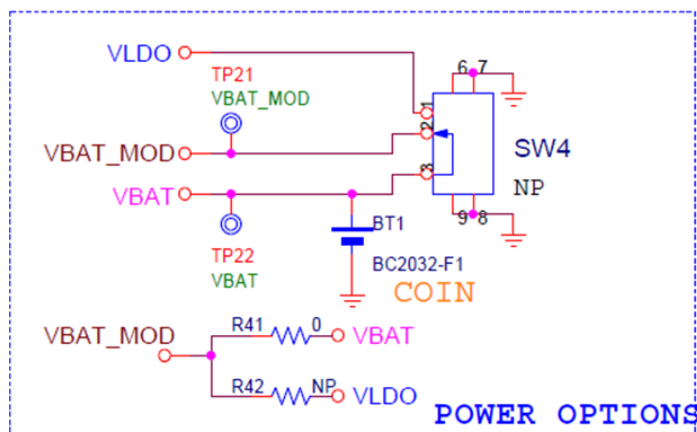 VLDO
TP21
VBAT_MOD
6 7
1
2
SW4
VBAT_MOD
3
NP
VBAT
9 8
TP22
VBAT
BT1
BC2032-F1
COIN
VBAT_MOD
R41 0 VBAT
R42 NP VLDO
POWER OPTIONS